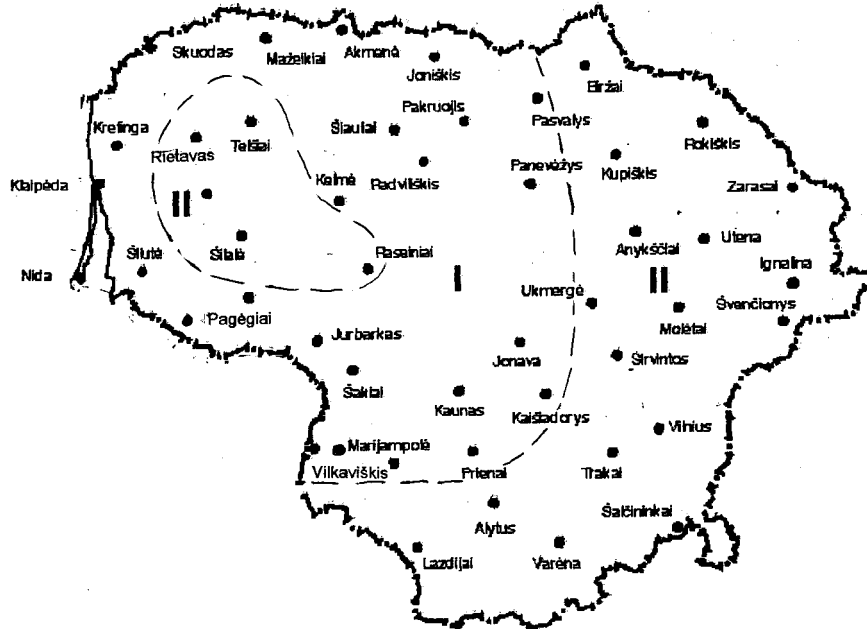 Skuodas
Mažeikiai
Akmenė
Joniškis
Biržai
Kretinga
Rietavas
Telšiai
Šiauliai
Pakruojis
Pasvalys
Rokiškis
Klaipėda
Kelmė
Radviliškis
Panevėžys
Kupiškis
Zarasai
II
Šilalė
Raseiniai
I
Anykščiai
Utena
II
Ignalina
Nida
Šilutė
Pagėgiai
Jurbarkas
Ukmergė
Molėtai
Švenčionys
Šakiai
Jonava
Širvintos
Kaunas
Kaišiadorys
Vilnius
Marijampolė
Vilkaviškis
Prienai
Trakai
Alytus
Šalčininkai
Lazdijai
Varėna